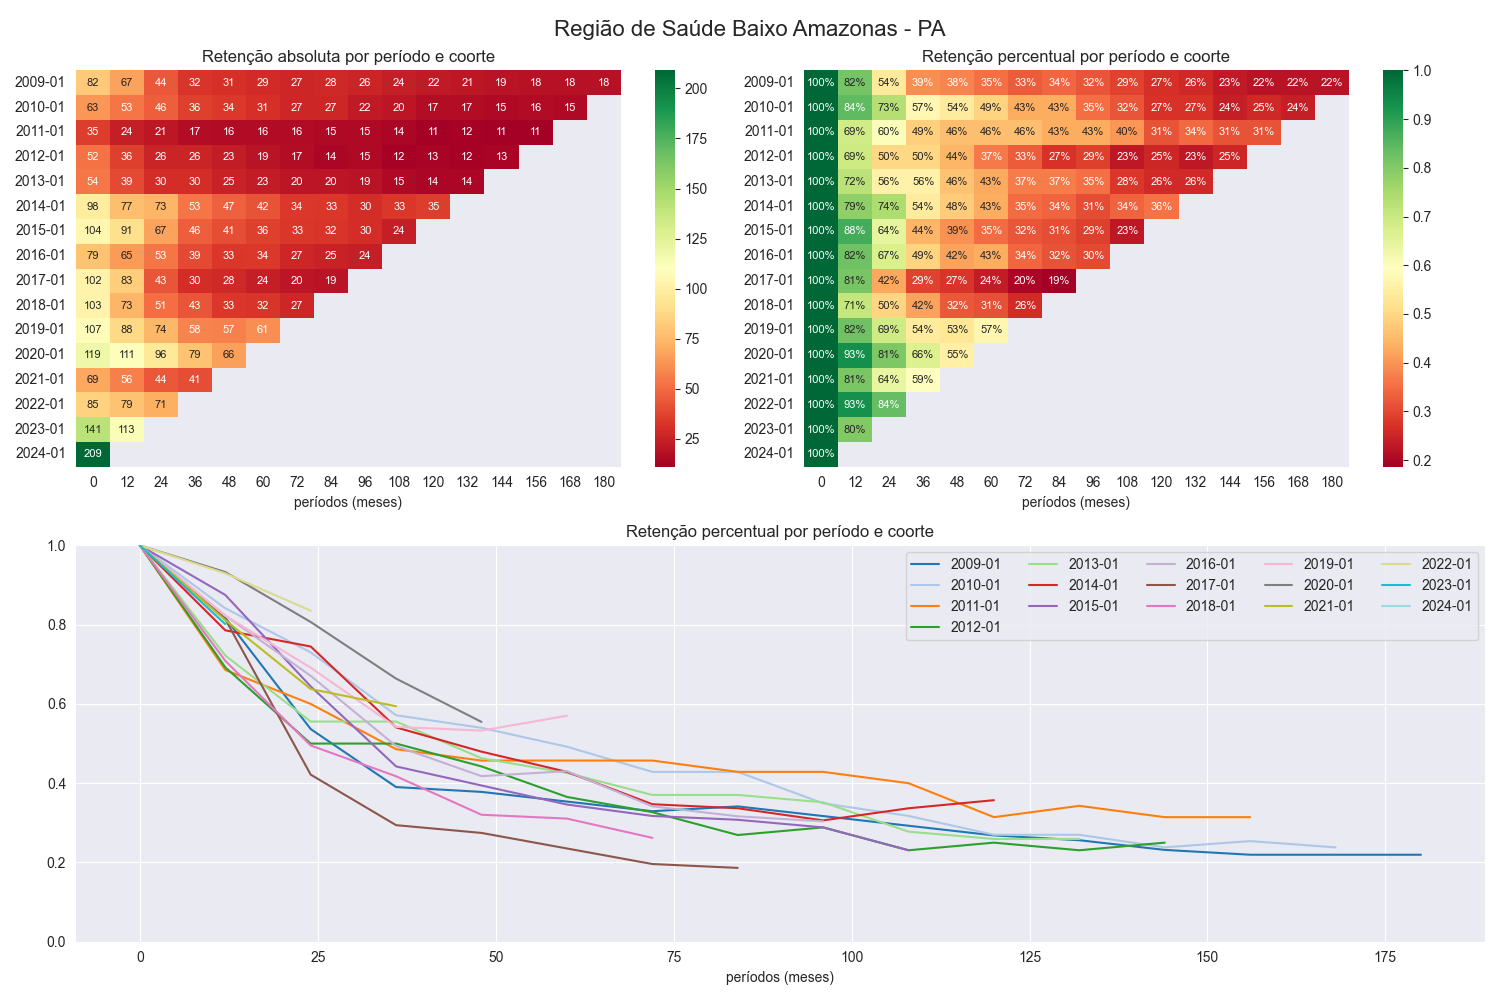 Região de Saúde Baixo Amazonas - PA
Retenção absoluta por período e coorte
2009-01 82 67 44 32 31 29 27 28 26 24 22 21 19 18 18 18
2010-01 63 53 46 36 34 31 27 27 22 20 17 17 15 16 15
2011-01 35 24 21 17 16 16 16 15 15 14 11 12 11 11
2012-01 52 36 26 26 23 19 17 14 15 12 13 12 13
2013-01 54 39 30 30 25 23 20 20 19 15 14 14
2014-01 98 77 73 53 47 42 34 33 30 33 35
2015-01 104 91 67 46 41 36 33 32 30 24
2016-01 79 65 53 39 33 34 27 25 24
2017-01 102 83 43 30 28 24 20 19
2018-01 103 73 51 43 33 32 27
2019-01 107 88 74 58 57 61
2020-01 119 111 96 79 66
2021-01 69 56 44 41
2022-01 85 79 71
2023-01 141 113
2024-01 209
0 12 24 36 48 60 72 84 96 108 120 132 144 156 168 180
períodos (meses)
200
175
150
125
100
75
50
25
Retenção percentual por período e coorte
2009-01 100% 82% 54% 39% 38% 35% 33% 34% 32% 29% 27% 26% 23% 22% 22% 22%
2010-01 100% 84% 73% 57% 54% 49% 43% 43% 35% 32% 27% 27% 24% 25% 24%
2011-01 100% 69% 60% 49% 46% 46% 46% 43% 43% 40% 31% 34% 31% 31%
2012-01 100% 69% 50% 50% 44% 37% 33% 27% 29% 23% 25% 23% 25%
2013-01 100% 72% 56% 56% 46% 43% 37% 37% 35% 28% 26% 26%
2014-01 100% 79% 74% 54% 48% 43% 35% 34% 31% 34% 36%
2015-01 100% 88% 64% 44% 39% 35% 32% 31% 29% 23%
2016-01 100% 82% 67% 49% 42% 43% 34% 32% 30%
2017-01 100% 81% 42% 29% 27% 24% 20% 19%
2018-01 100% 71% 50% 42% 32% 31% 26%
2019-01 100% 82% 69% 54% 53% 57%
2020-01 100% 93% 81% 66% 55%
2021-01 100% 81% 64% 59%
2022-01 100% 93% 84%
2023-01 100% 80%
2024-01 100%
0 12 24 36 48 60 72 84 96 108 120 132 144 156 168 180
períodos (meses)
1.0
0.9
0.8
0.7
0.6
0.5
0.4
0.3
0.2
Retenção percentual por período e coorte
1.0
0.8
0.6
0.4
0.2
0.0
2009-01 2013-01 2016-01 2019-01 2022-01
2010-01 2014-01 2017-01 2020-01 2023-01
2011-01 2015-01 2018-01 2021-01 2024-01
2012-01
0 25 50 75 100 125 150 175
períodos (meses)